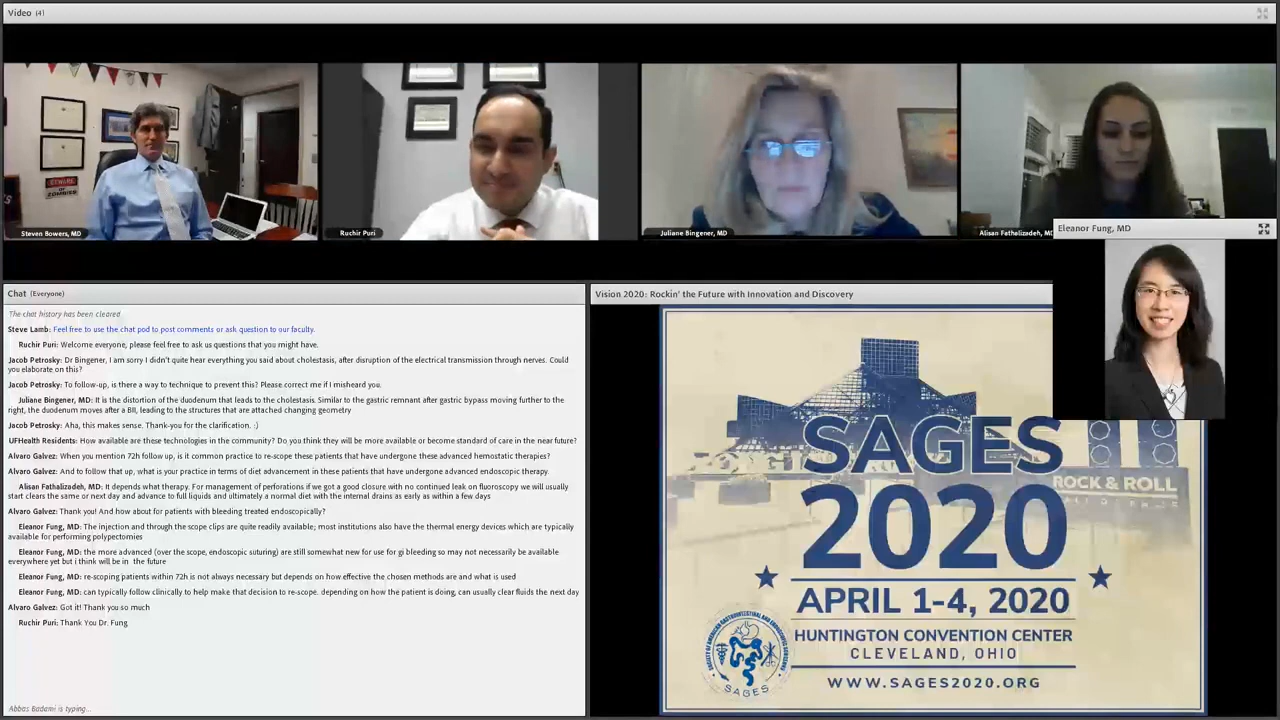 Video (4)
BEWARE
OF
ZOMBIES
Steven Bowers, MD
Ruchir Puri
Juliane Bingener, MD
Alisan Fathalizadeh, MD
Eleanor Fung, MD
Chat (Everyone)
The chat history has been cleared
Steve Lamb: Feel free to use the chat pod to post comments or ask question to our faculty.
Ruchir Puri: Welcome everyone, please feel free to ask us questions that you might have.
Jacob Petrosky: Dr Bingener, I am sorry I didn't quite hear everything you said about cholestasis, after disruption of the electrical transmission through nerves. Could
you elaborate on this?
Jacob Petrosky: To follow-up, is there a way to technique to prevent this? Please correct me if I misheard you.
Juliane Bingener, MD: It is the distortion of the duodenum that leads to the cholestasis. Similar to the gastric remnant after gastric bypass moving further to the
right, the duodenum moves after a BII, leading to the structures that are attached changing geometry
Jacob Petrosky: Aha, this makes sense. Thank-you for the clarification. :)
UFHealth Residents: How available are these technologies in the community? Do you think they will be more available or become standard of care in the near future?
Alvaro Galvez: When you mention 72h follow up, is it common practice to re-scope these patients that have undergone these advanced hemostatic therapies?
Alvaro Galvez: And to follow that up, what is your practice in terms of diet advancement in these patients that have undergone advanced endoscopic therapy.
Alisan Fathalizadeh, MD: It depends what therapy. For management of perforations if we got a good closure with no continued leak on fluoroscopy we will usually
start clears the same or next day and advance to full liquids and ultimately a normal diet with the internal drains as early as within a few days
Alvaro Galvez: Thank you! And how about for patients with bleeding treated endoscopically?
Eleanor Fung, MD: The injection and through the scope clips are quite readily available; most institutions also have the thermal energy devices which are typically
available for performing polypectomies
Eleanor Fung, MD: the more advanced (over the scope, endoscopic suturing) are still somewhat new for use for gi bleeding so may not necessarily be available
everywhere yet but i think will be in the future
Eleanor Fung, MD: re-scoping patients within 72h is not always necessary but depends on how effective the chosen methods are and what is used
Eleanor Fung, MD: can typically follow clinically to help make that decision to re-scope. depending on how the patient is doing, can usually clear fluids the next day
Alvaro Galvez: Got it! Thank you so much
Ruchir Puri: Thank You Dr. Fung
Abbas Badami is typing...
Vision 2020: Rockin' the Future with Innovation and Discovery
ROCK & ROLL
SAGES
2020
APRIL 1-4, 2020
HUNTINGTON CONVENTION CENTER
CLEVELAND, OHIO
WWW.SAGES2020.ORG
SOCIETY OF AMERICAN GASTROINTESTINAL AND ENDOSCOPIC SURGEONS
SAGES